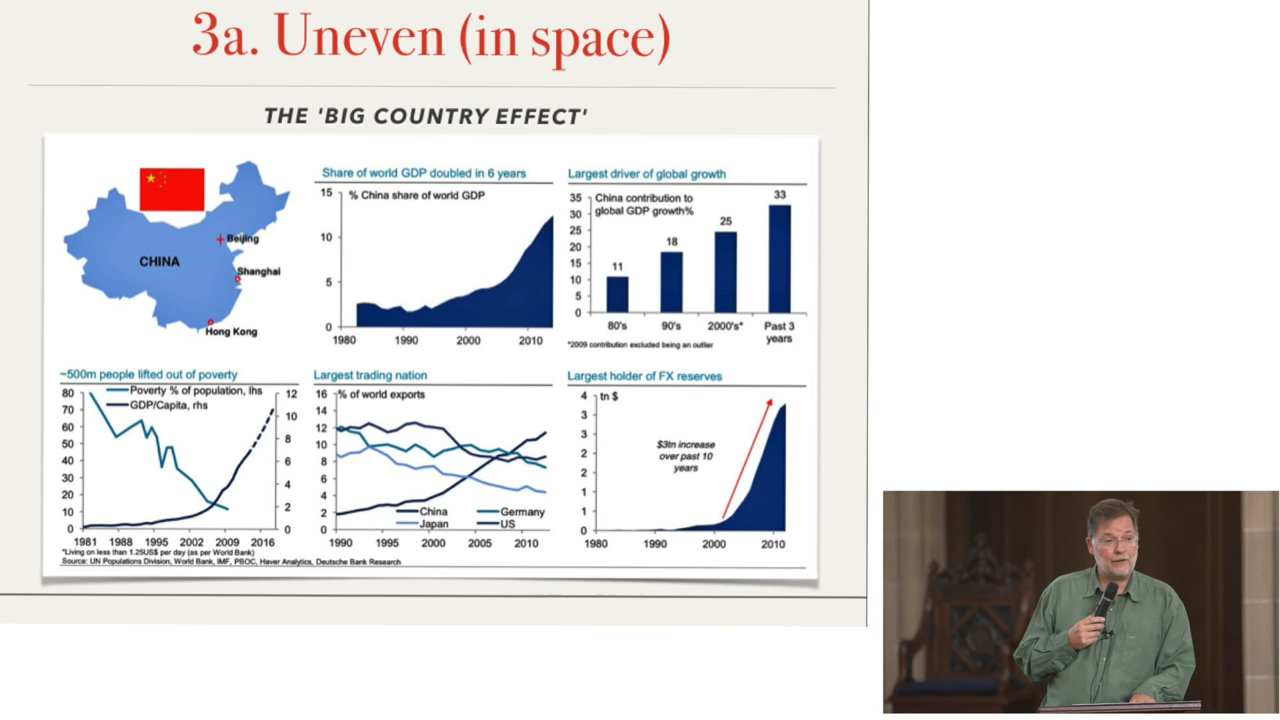 3a. Uneven (in space)
THE 'BIG COUNTRY EFFECT'
CHINA
Beijing
Shanghai
Hong Kong
Share of world GDP doubled in 6 years
% China share of world GDP
15
10
5
0
1980 1990 2000 2010
Largest driver of global growth
China contribution to
global GDP growth%
35
30
25
20
15
10
5
0
11
18
25
33
80's 90's 2000's* Past 3
years
*2009 contribution excluded being an outlier
~500m people lifted out of poverty
Poverty % of population, lhs
GDP/Capita, rhs
80
70
60
50
40
30
20
10
0
12
10
8
6
4
2
0
1981 1988 1995 2002 2009 2016
*Living on less than 1.25US$ per day (as per World Bank)
Source: UN Populations Division, World Bank, IMF, PBOC, Haver Analytics, Deutsche Bank Research
Largest trading nation
% of world exports
16
14
12
10
8
6
4
2
0
China Germany
Japan US
1990 1995 2000 2005 2010
Largest holder of FX reserves
tn $
4
3
3
2
2
1
1
0
$3tn increase
over past 10
years
1980 1990 2000 2010